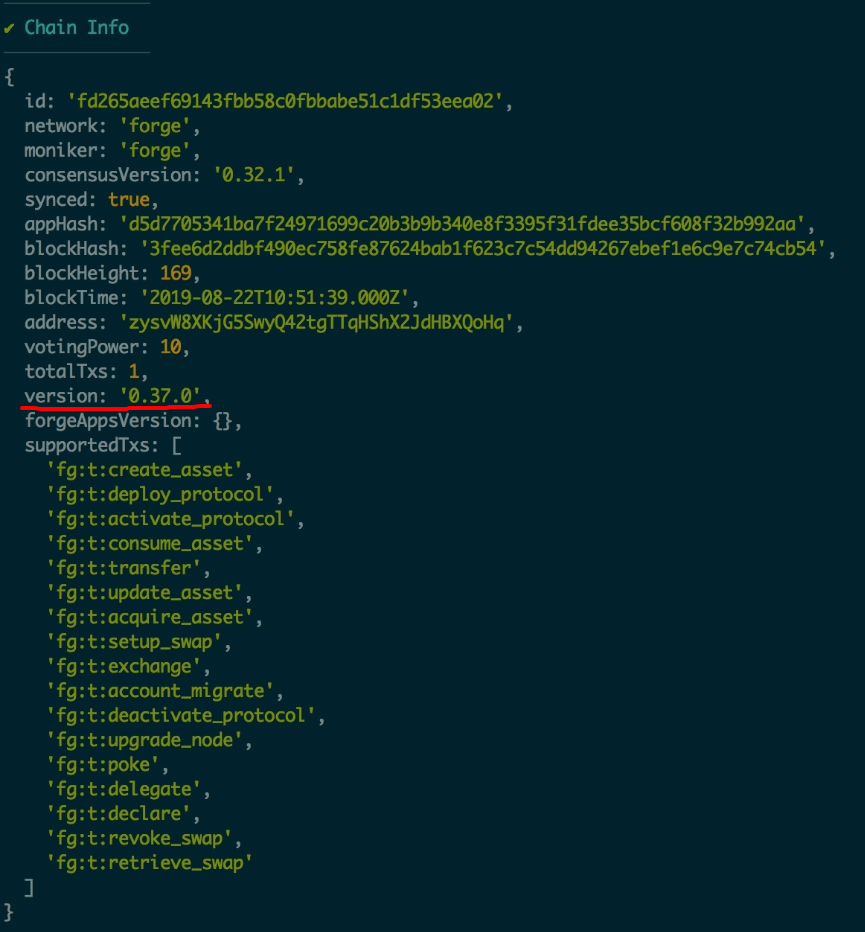 ✔ Chain Info
{
id: 'fd265aeef69143fbb58c0fbbabe51c1df53eea02',
network: 'forge',
moniker: 'forge',
consensusVersion: '0.32.1',
synced: true,
appHash: 'd5d7705341ba7f24971699c20b3b9b340e8f3395f31fdee35bcf608f32b992aa',
blockHash: '3fee6d2ddbf490ec758fe87624bab1f623c7c54dd94267ebef1e6c9e7c74cb54',
blockHeight: 169,
blockTime: '2019-08-22T10:51:39.000Z',
address: 'zysvW8XKjG5SwyQ42tgTTqHShX2JdHBXQoHq',
votingPower: 10,
totalTxs: 1,
version: '0.37.0',
forgeAppsVersion: {},
supportedTxs: [
'fg:t:create_asset',
'fg:t:deploy_protocol',
'fg:t:activate_protocol',
'fg:t:consume_asset',
'fg:t:transfer',
'fg:t:update_asset',
'fg:t:acquire_asset',
'fg:t:setup_swap',
'fg:t:exchange',
'fg:t:account_migrate',
'fg:t:deactivate_protocol',
'fg:t:upgrade_node',
'fg:t:poke',
'fg:t:delegate',
'fg:t:declare',
'fg:t:revoke_swap',
'fg:t:retrieve_swap'
]
}